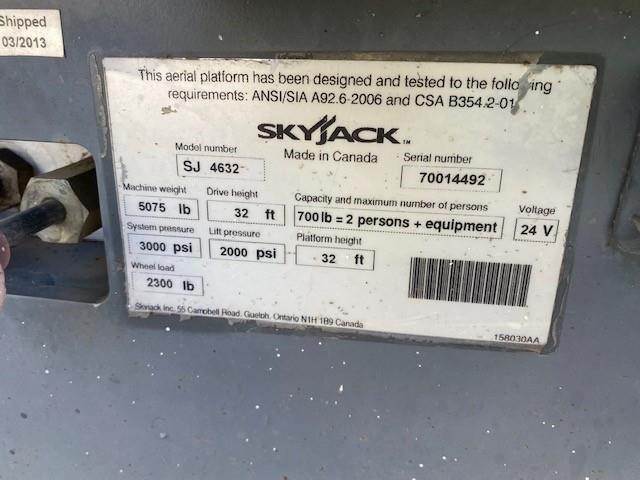 Shipped
03/2013
This aerial platform has been designed and tested to the following
requirements: ANSI/SIA A92.6-2006 and CSA B354.2-01
SKYJACK™
Made in Canada
Model number
SJ 4632
Serial number
70014492
Machine weight
5075 lb
Drive height
32 ft
Capacity and maximum number of persons
700 lb = 2 persons + equipment
Voltage
24 V
System pressure
3000 psi
Lift pressure
2000 psi
Platform height
32 ft
Wheel load
2300 lb
Skyjack Inc. 55 Campbell Road, Guelph, Ontario N1H 1B9 Canada
158030AA